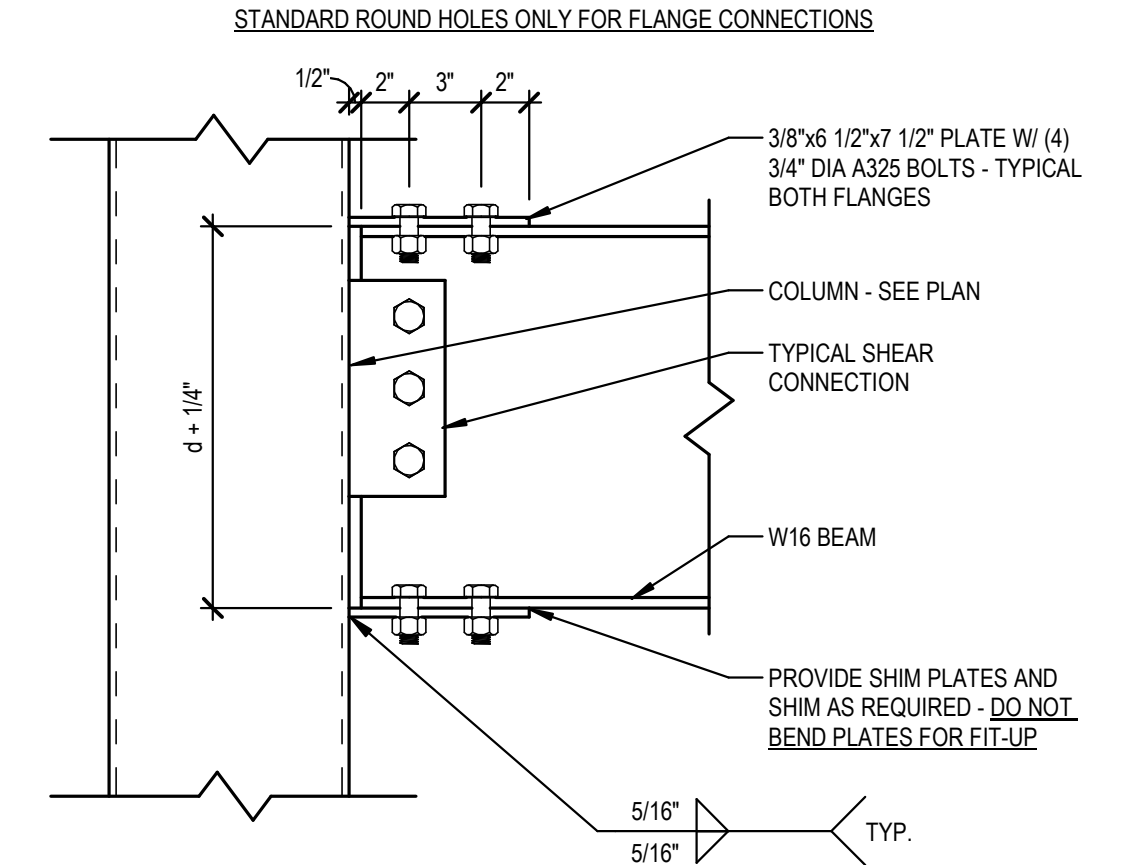 STANDARD ROUND HOLES ONLY FOR FLANGE CONNECTIONS
1/2"
2"
3"
2"
3/8"x6 1/2"x7 1/2" PLATE W/ (4)
3/4" DIA A325 BOLTS - TYPICAL
BOTH FLANGES
COLUMN - SEE PLAN
TYPICAL SHEAR
CONNECTION
d + 1/4"
W16 BEAM
PROVIDE SHIM PLATES AND
SHIM AS REQUIRED - DO NOT
BEND PLATES FOR FIT-UP
5/16"
5/16"
TYP.